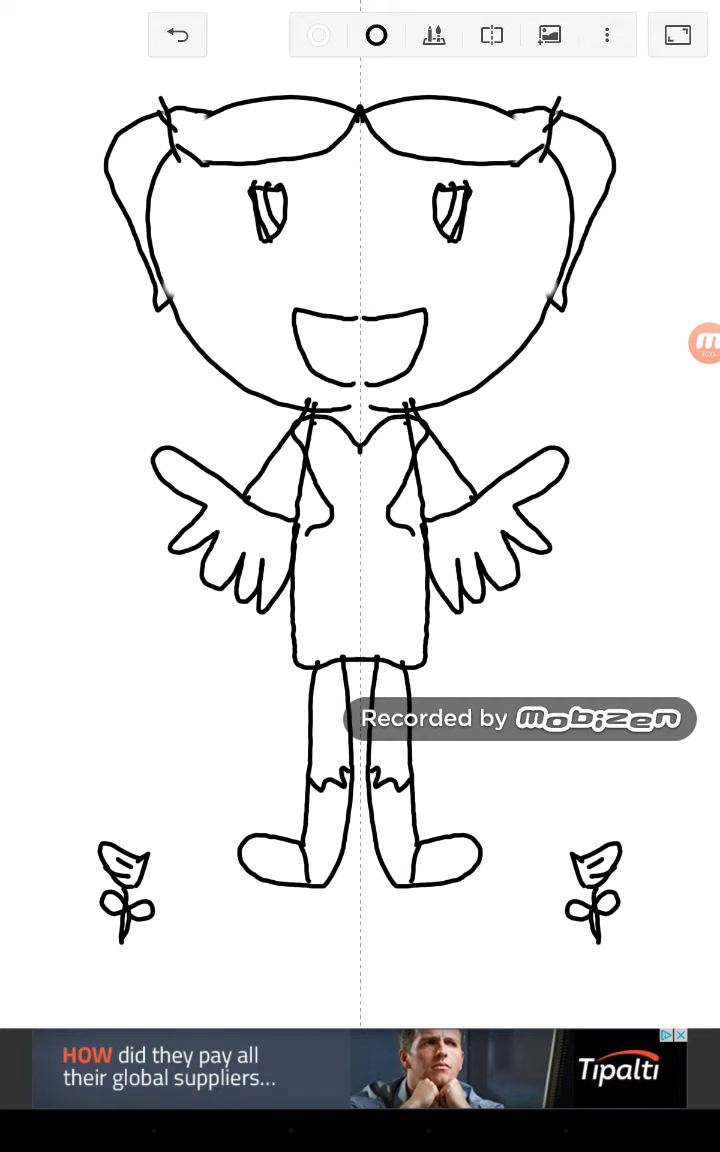 Recorded by mobizen
HOW did they pay all
their global suppliers...
Tipalti